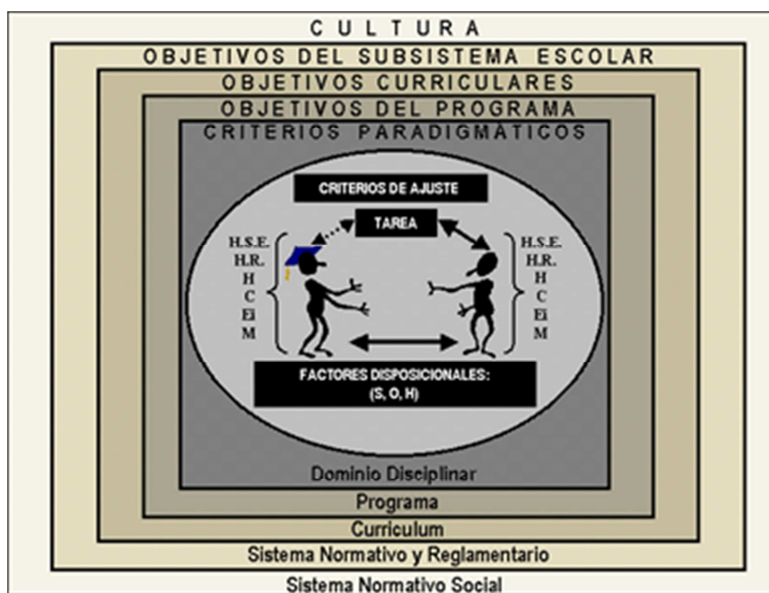 CULTURA
OBJETIVOS DEL SUBSISTEMA ESCOLAR
OBJETIVOS CURRICULARES
OBJETIVOS DEL PROGRAMA
CRITERIOS PARADIGMÀTICOS
CRITERIOS DE AJUSTE
TAREA
H.S.E.
H.R.
H
C
Ei
M
H.S.E.
H.R.
H
C
Ei
M
FACTORES DISPOSICIONALES:
(S, O, H)
Dominio Disciplinar
Programa
Curriculum
Sistema Normativo y Reglamentario
Sistema Normativo Social